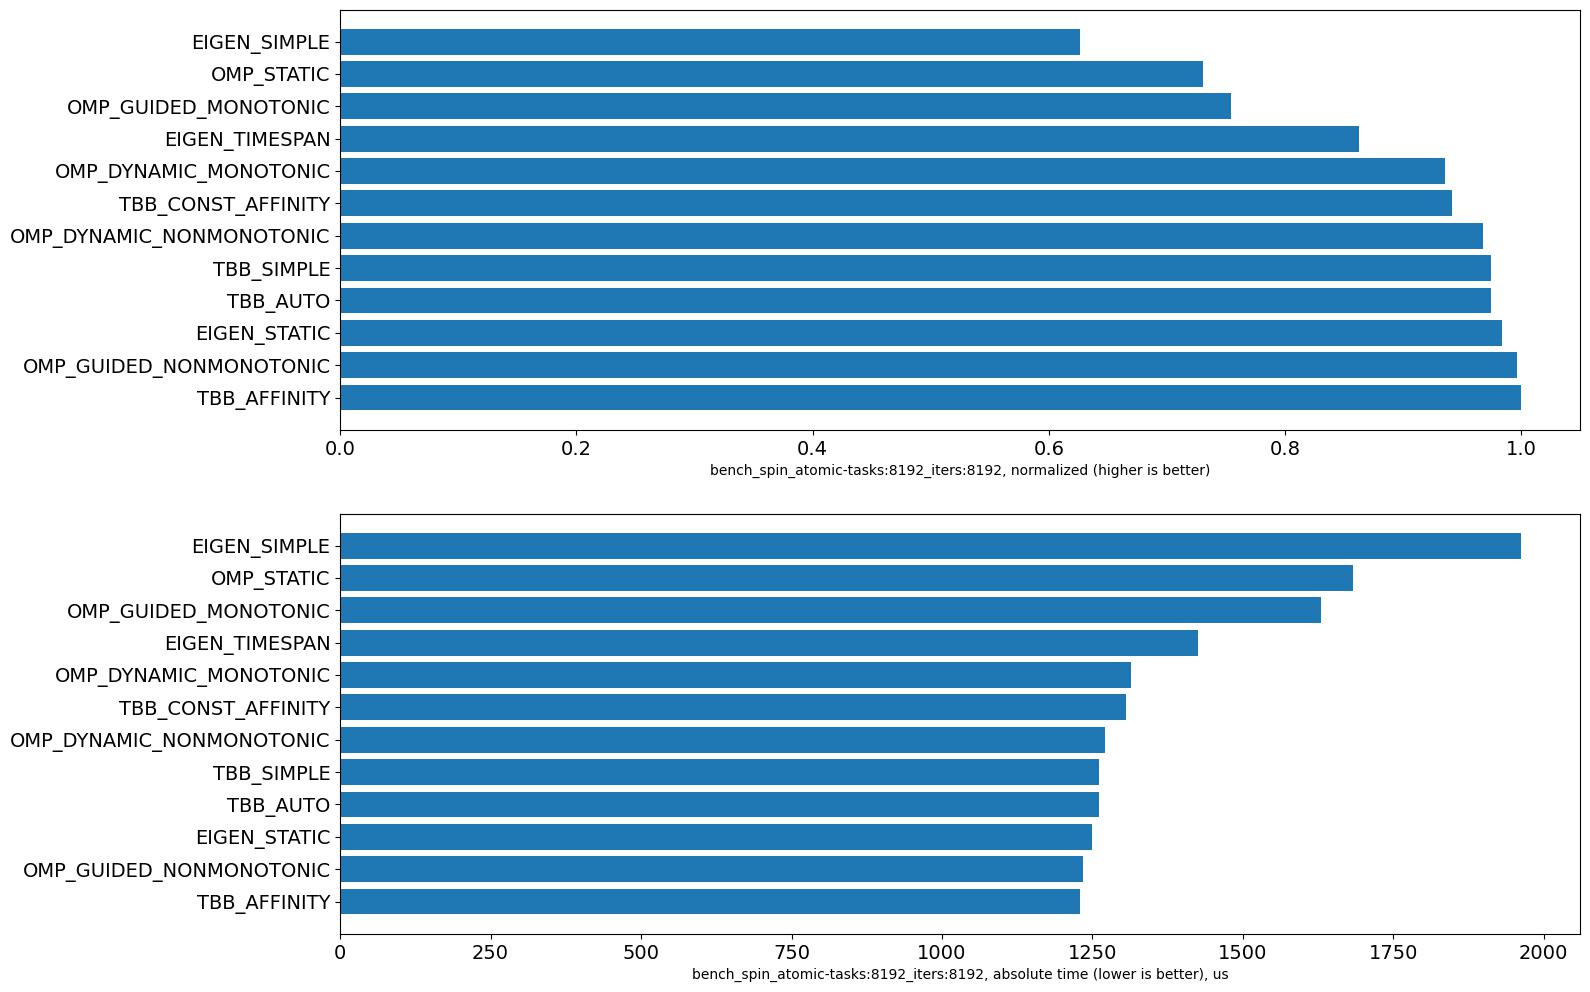 EIGEN_SIMPLE
OMP_STATIC
OMP_GUIDED_MONOTONIC
EIGEN_TIMESPAN
OMP_DYNAMIC_MONOTONIC
TBB_CONST_AFFINITY
OMP_DYNAMIC_NONMONOTONIC
TBB_SIMPLE
TBB_AUTO
EIGEN_STATIC
OMP_GUIDED_NONMONOTONIC
TBB_AFFINITY
0.0 0.2 0.4 0.6 0.8 1.0
bench_spin_atomic-tasks:8192_iters:8192, normalized (higher is better)
EIGEN_SIMPLE
OMP_STATIC
OMP_GUIDED_MONOTONIC
EIGEN_TIMESPAN
OMP_DYNAMIC_MONOTONIC
TBB_CONST_AFFINITY
OMP_DYNAMIC_NONMONOTONIC
TBB_SIMPLE
TBB_AUTO
EIGEN_STATIC
OMP_GUIDED_NONMONOTONIC
TBB_AFFINITY
0 250 500 750 1000 1250 1500 1750 2000
bench_spin_atomic-tasks:8192_iters:8192, absolute time (lower is better), us